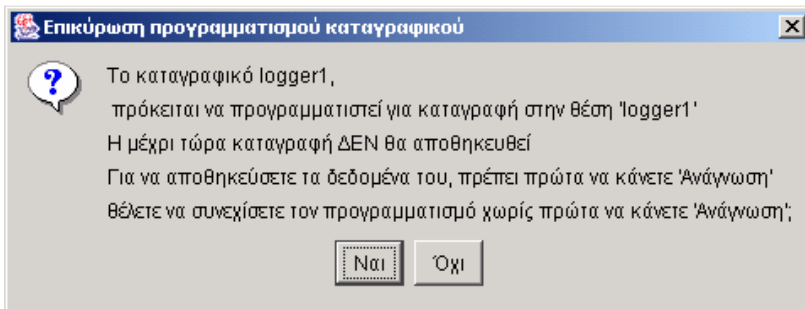 Επικύρωση προγραμματισμού καταγραφικού
Το καταγραφικό logger1,
πρόκειται να προγραμματιστεί για καταγραφή στην θέση 'logger1'
Η μέχρι τώρα καταγραφή ΔΕΝ θα αποθηκευθεί
Για να αποθηκεύσετε τα δεδομένα του, πρέπει πρώτα να κάνετε 'Ανάγνωση'
θέλετε να συνεχίσετε τον προγραμματισμό χωρίς πρώτα να κάνετε 'Ανάγνωση';
Ναι Όχι